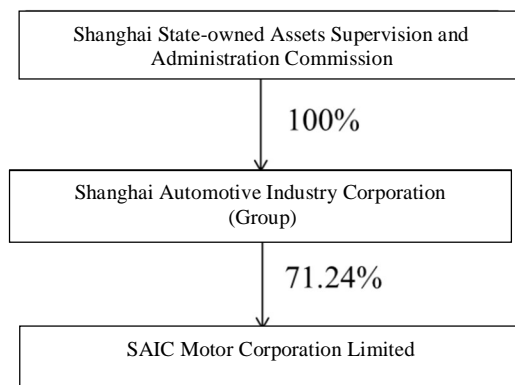 Shanghai State-owned Assets Supervision and
Administration Commission
100%
Shanghai Automotive Industry Corporation
(Group)
71.24%
SAIC Motor Corporation Limited